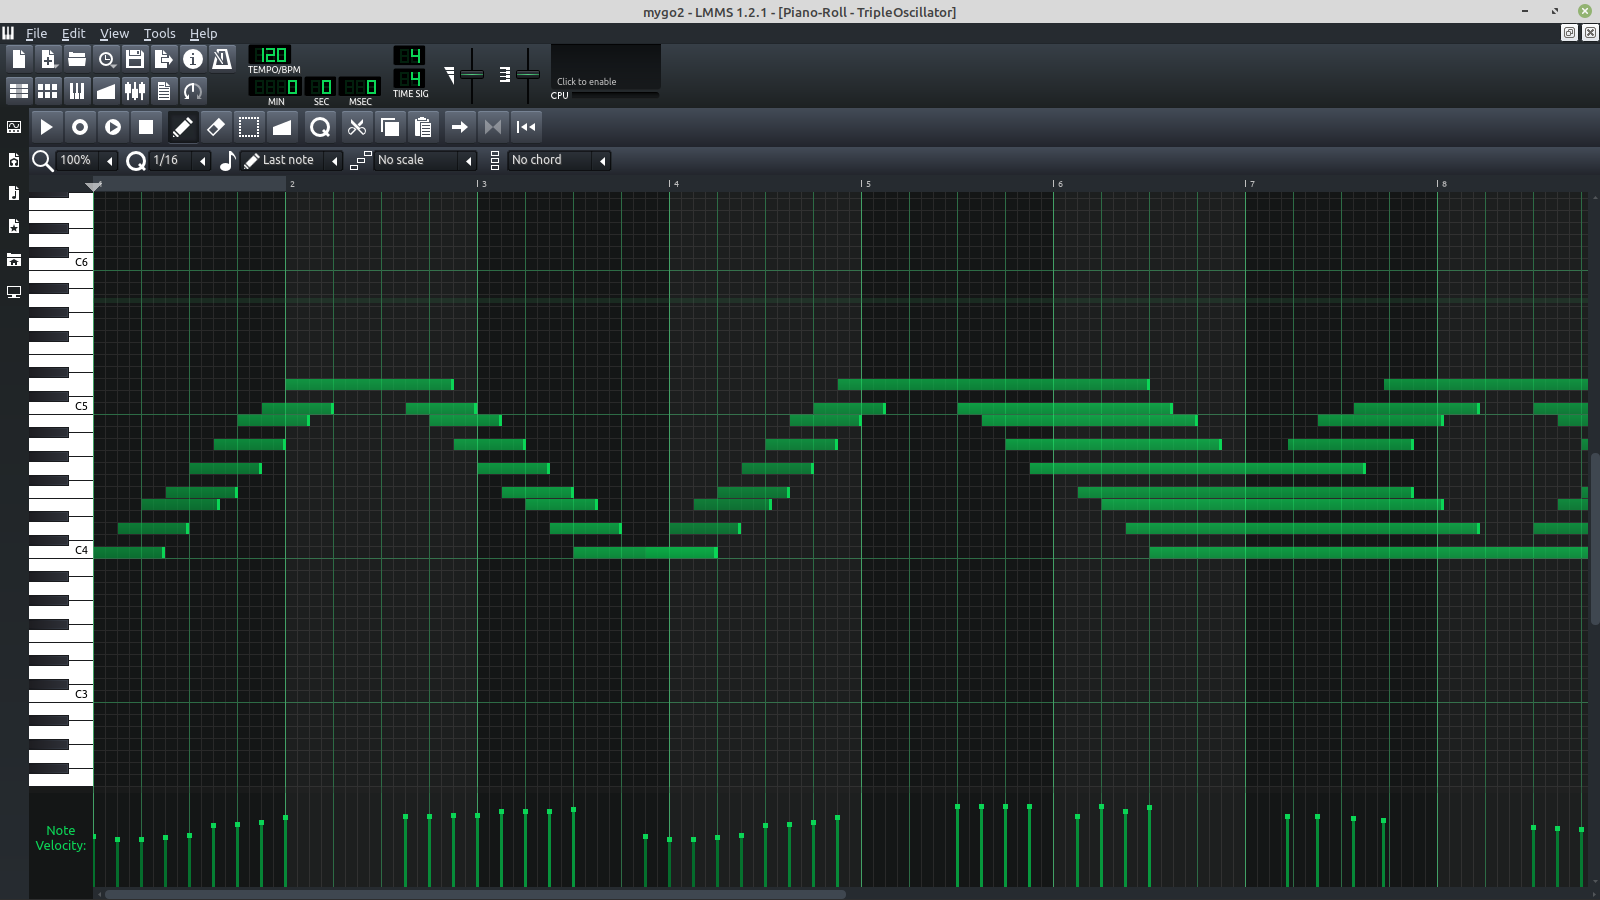 mygo2 - LMMS 1.2.1 - [Piano-Roll - TripleOscillator]
File Edit View Tools Help
120
TEMPO/BPM
0 0 0
MIN SEC MSEC
4
4
TIME SIG
Click to enable
CPU
100% 1/16 Last note No scale No chord
2 3 4 5 6 7 8
C6
C5
C4
C3
Note
Velocity: